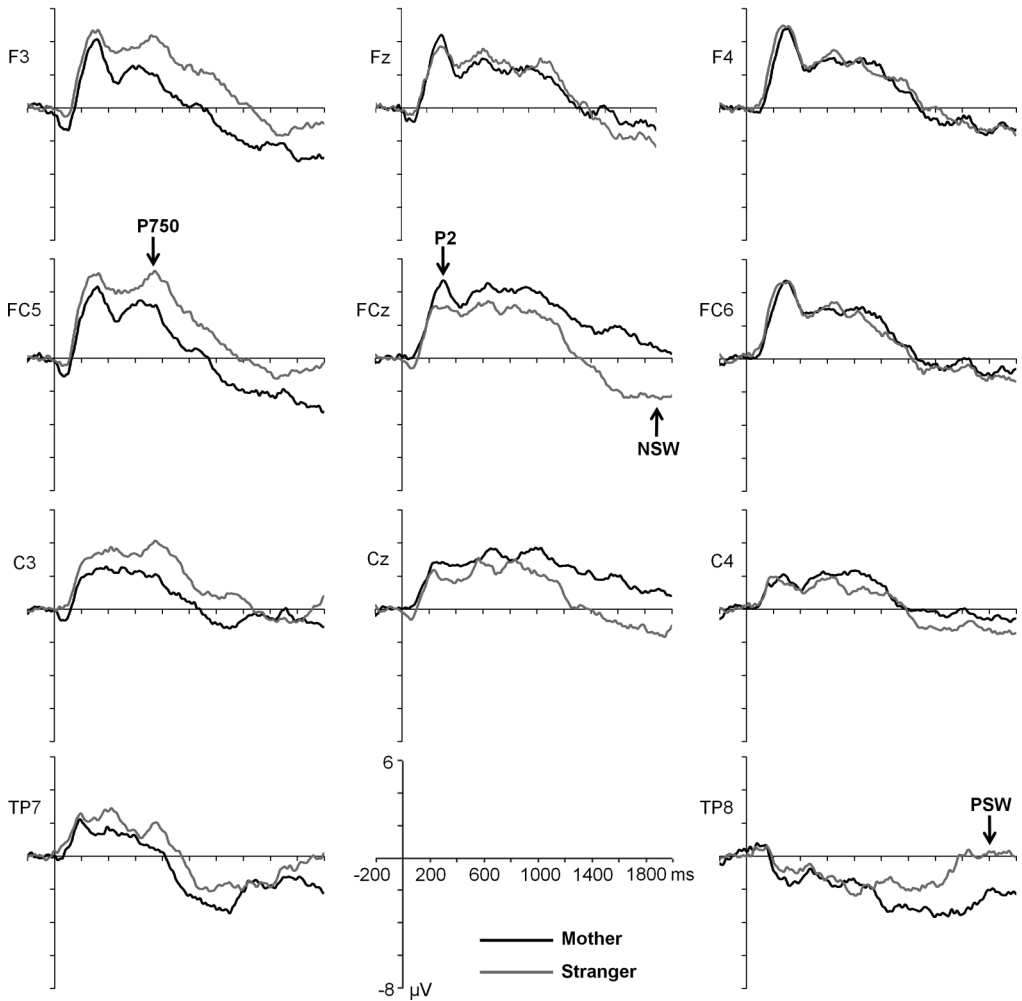 F3
Fz
F4
P750
P2
FC5
FCz
FC6
NSW
C3
Cz
C4
6
TP7
TP8
PSW
-200 200 600 1000 1400 1800 ms
Mother
Stranger
-8 µV